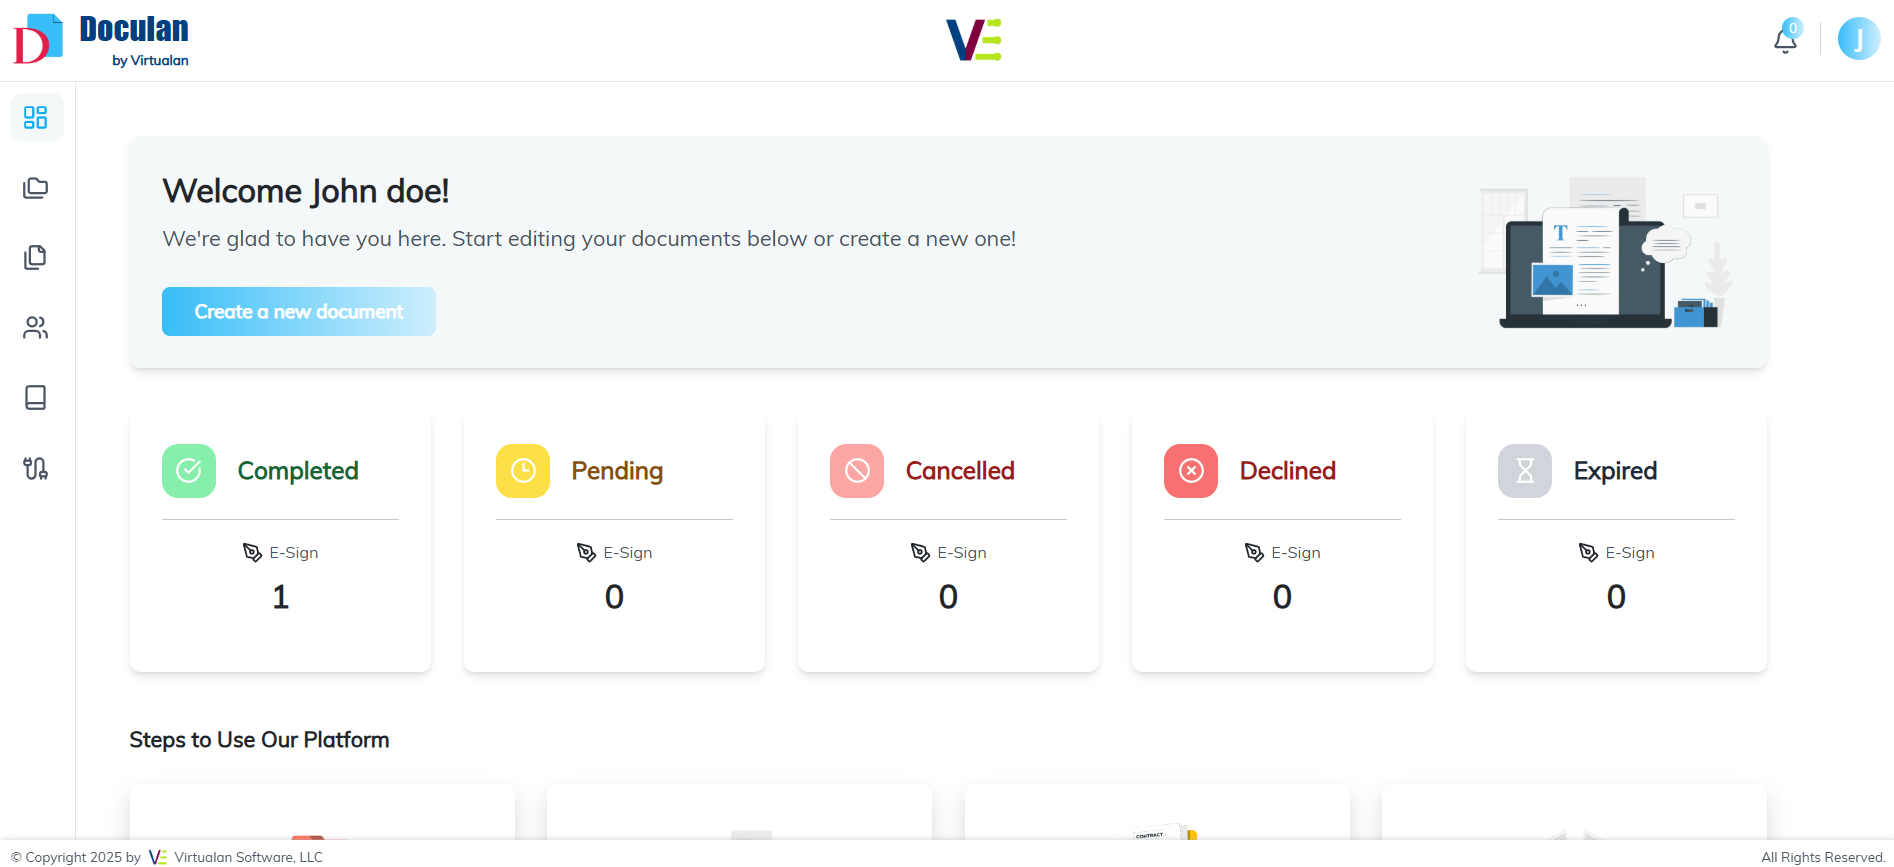 Doculan
by Virtualan
VE
0
J
Welcome John doe!
We're glad to have you here. Start editing your documents below or create a new one!
Create a new document
T
Completed
E-Sign
1
Pending
E-Sign
0
Cancelled
E-Sign
0
Declined
E-Sign
0
Expired
E-Sign
0
Steps to Use Our Platform
CONTRACT
© Copyright 2025 by VE Virtualan Software, LLC
All Rights Reserved.